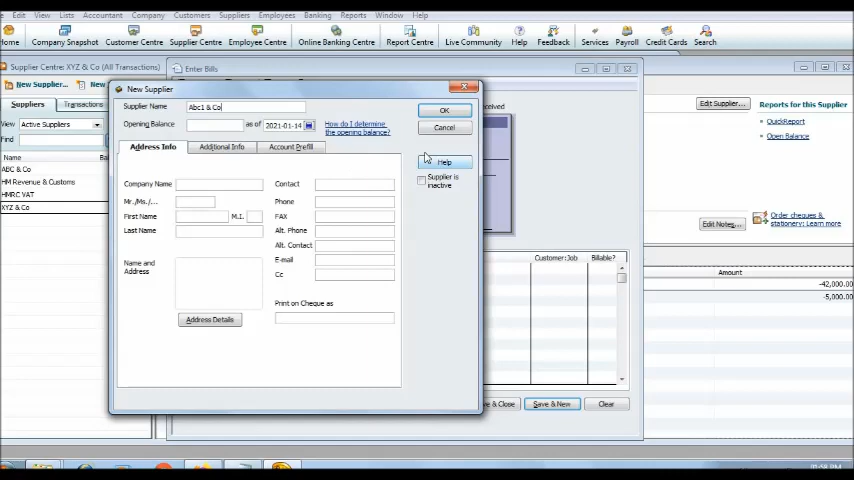 Edit View Lists Accountant Company Customers Suppliers Employees Banking Reports Window Help
Home Company Snapshot Customer Centre Supplier Centre Employee Centre Online Banking Centre Report Centre Live Community Help Feedback Services Payroll Credit Cards Search
Supplier Centre: XYZ & Co (All Transactions)
Enter Bills
New Supplier... New
Suppliers Transactions
View Active Suppliers
Find
Name
ABC & Co
HM Revenue & Customs
HMRC VAT
XYZ & Co
New Supplier
Supplier Name Abc1 & Co
Opening Balance as of 2021-01-14 How do I determine
the opening balance?
OK
Cancel
Help
Supplier is
inactive
Address Info Additional Info Account Prefill
Company Name
Mr./Ms./...
First Name M.I.
Last Name
Name and
Address
Address Details
Contact
Phone
FAX
Alt. Phone
Alt. Contact
E-mail
Cc
Print on Cheque as
Customer:Job Billable?
Save & New Clear
Edit Supplier...
Reports for this Supplier
QuickReport
Open Balance
Edit Notes...
Order cheques &
stationery: Learn more
Amount
-42,000.00
-5,000.00
01:58 PM